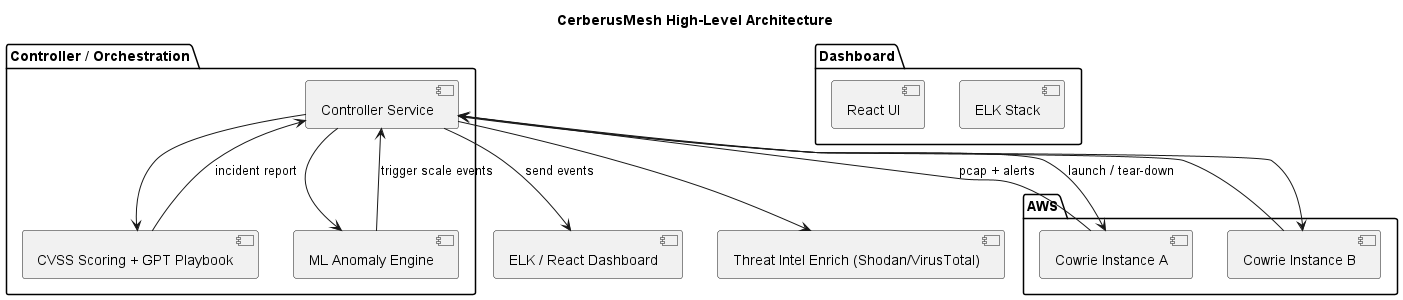 CerberusMesh High-Level Architecture
Controller / Orchestration
Dashboard
Controller Service
React UI
ELK Stack
incident report
trigger scale events
send events
pcap + alerts
launch / tear-down
AWS
CVSS Scoring + GPT Playbook
ML Anomaly Engine
ELK / React Dashboard
Threat Intel Enrich (Shodan/VirusTotal)
Cowrie Instance A
Cowrie Instance B